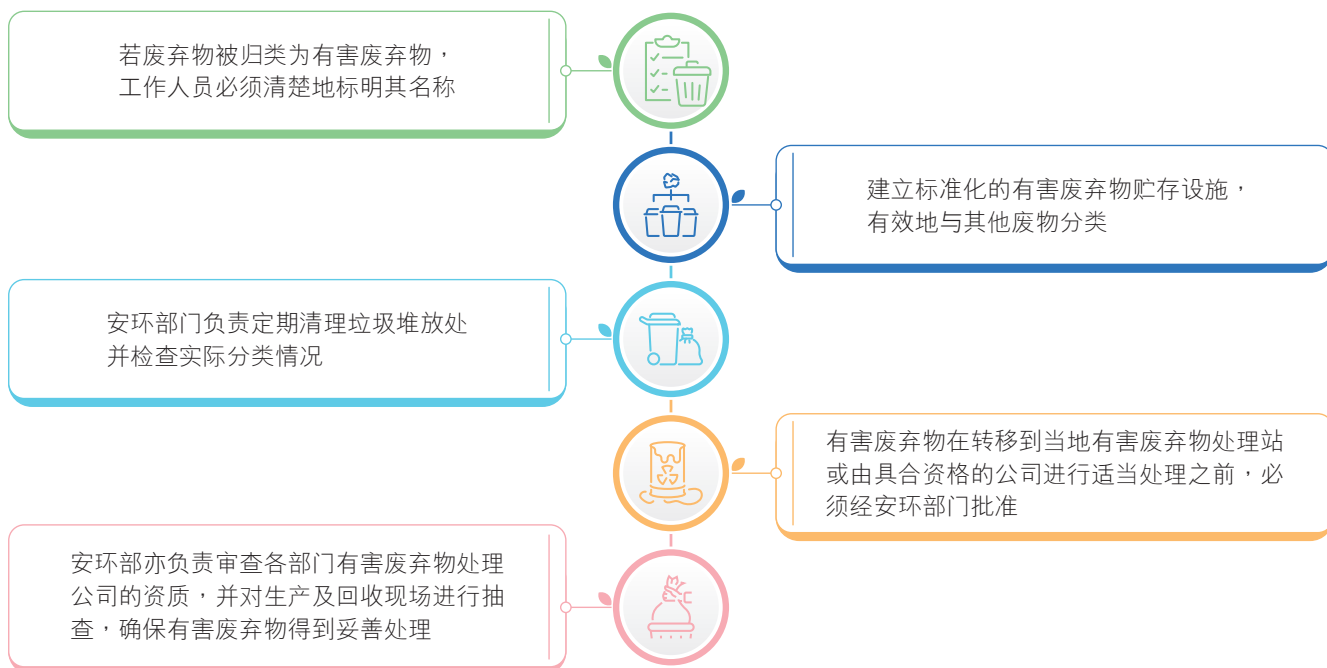 若废弃物被归类为有害废弃物，
工作人员必须清楚地标明其名称
建立标准化的有害废弃物贮存设施，
有效地与其他废物分类
安环部门负责定期清理垃圾堆放处
并检查实际分类情况
有害废弃物在转移到当地有害废弃物处理站
或由具合资格的公司进行适当处理之前，必
须经安环部门批准
安环部亦负责审查各部门有害废弃物处理
公司的资质，并对生产及回收现场进行抽
查，确保有害废弃物得到妥善处理